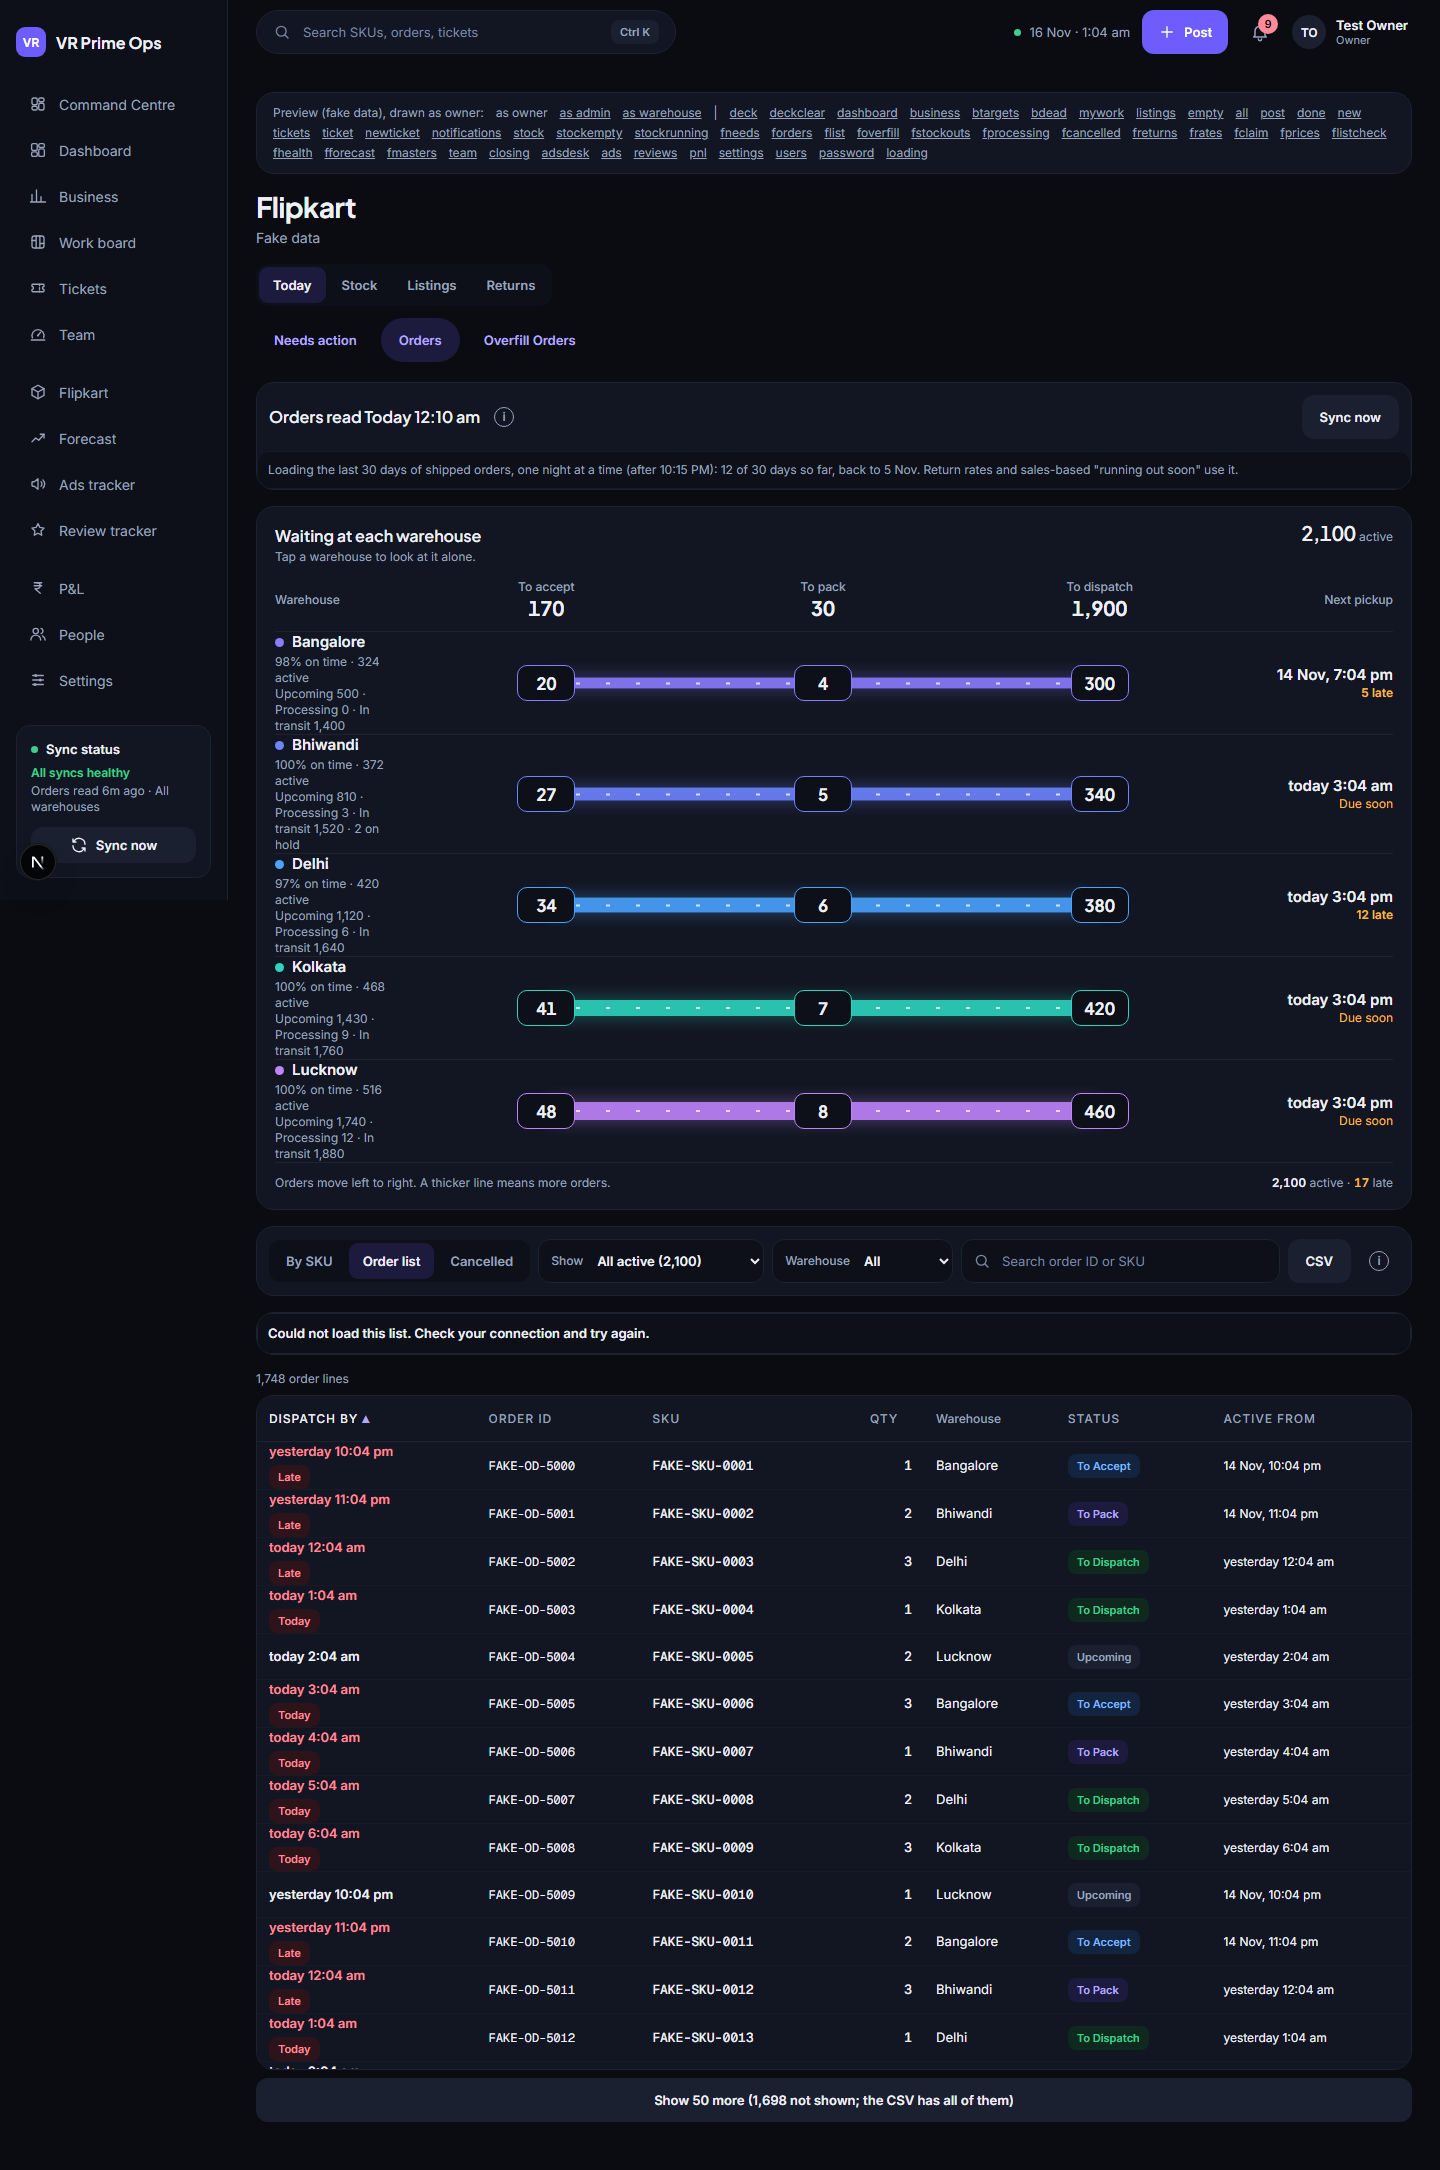 VR VR Prime Ops
Search SKUs, orders, tickets Ctrl K
16 Nov · 1:04 am
Post
9
TO Test Owner
Owner
Command Centre
Dashboard
Business
Work board
Tickets
Team
Flipkart
Forecast
Ads tracker
Review tracker
P&L
People
Settings
Sync status
All syncs healthy
Orders read 6m ago · All
warehouses
Sync now
N
Preview (fake data), drawn as owner: as owner as admin as warehouse | deck deckclear dashboard business btargets bdead mywork listings empty all post done new
tickets ticket newticket notifications stock stockempty stockrunning fneeds forders flist foverfill fstockouts fprocessing fcancelled freturns frates fclaim fprices flistcheck
fhealth fforecast fmasters team closing adsdesk ads reviews pnl settings users password loading
Flipkart
Fake data
Today Stock Listings Returns
Needs action Orders Overfill Orders
Orders read Today 12:10 am i
Sync now
Loading the last 30 days of shipped orders, one night at a time (after 10:15 PM): 12 of 30 days so far, back to 5 Nov. Return rates and sales-based "running out soon" use it.
Waiting at each warehouse
2,100 active
Tap a warehouse to look at it alone.
Warehouse To accept To pack To dispatch Next pickup
170 30 1,900
Bangalore
98% on time · 324
active
Upcoming 500 ·
Processing 0 · In
transit 1,400
20 4 300
14 Nov, 7:04 pm
5 late
Bhiwandi
100% on time · 372
active
Upcoming 810 ·
Processing 3 · In
transit 1,520 · 2 on
hold
27 5 340
today 3:04 am
Due soon
Delhi
97% on time · 420
active
Upcoming 1,120 ·
Processing 6 · In
transit 1,640
34 6 380
today 3:04 pm
12 late
Kolkata
100% on time · 468
active
Upcoming 1,430 ·
Processing 9 · In
transit 1,760
41 7 420
today 3:04 pm
Due soon
Lucknow
100% on time · 516
active
Upcoming 1,740 ·
Processing 12 · In
transit 1,880
48 8 460
today 3:04 pm
Due soon
Orders move left to right. A thicker line means more orders.
2,100 active · 17 late
By SKU Order list Cancelled Show All active (2,100) Warehouse All Search order ID or SKU CSV i
Could not load this list. Check your connection and try again.
1,748 order lines
DISPATCH BY ▲ ORDER ID SKU QTY Warehouse STATUS ACTIVE FROM
yesterday 10:04 pm
Late FAKE-OD-5000 FAKE-SKU-0001 1 Bangalore To Accept 14 Nov, 10:04 pm
yesterday 11:04 pm
Late FAKE-OD-5001 FAKE-SKU-0002 2 Bhiwandi To Pack 14 Nov, 11:04 pm
today 12:04 am
Late FAKE-OD-5002 FAKE-SKU-0003 3 Delhi To Dispatch yesterday 12:04 am
today 1:04 am
Today FAKE-OD-5003 FAKE-SKU-0004 1 Kolkata To Dispatch yesterday 1:04 am
today 2:04 am FAKE-OD-5004 FAKE-SKU-0005 2 Lucknow Upcoming yesterday 2:04 am
today 3:04 am
Today FAKE-OD-5005 FAKE-SKU-0006 3 Bangalore To Accept yesterday 3:04 am
today 4:04 am
Today FAKE-OD-5006 FAKE-SKU-0007 1 Bhiwandi To Pack yesterday 4:04 am
today 5:04 am
Today FAKE-OD-5007 FAKE-SKU-0008 2 Delhi To Dispatch yesterday 5:04 am
today 6:04 am
Today FAKE-OD-5008 FAKE-SKU-0009 3 Kolkata To Dispatch yesterday 6:04 am
yesterday 10:04 pm FAKE-OD-5009 FAKE-SKU-0010 1 Lucknow Upcoming 14 Nov, 10:04 pm
yesterday 11:04 pm
Late FAKE-OD-5010 FAKE-SKU-0011 2 Bangalore To Accept 14 Nov, 11:04 pm
today 12:04 am
Late FAKE-OD-5011 FAKE-SKU-0012 3 Bhiwandi To Pack yesterday 12:04 am
today 1:04 am
Today FAKE-OD-5012 FAKE-SKU-0013 1 Delhi To Dispatch yesterday 1:04 am
Show 50 more (1,698 not shown; the CSV has all of them)